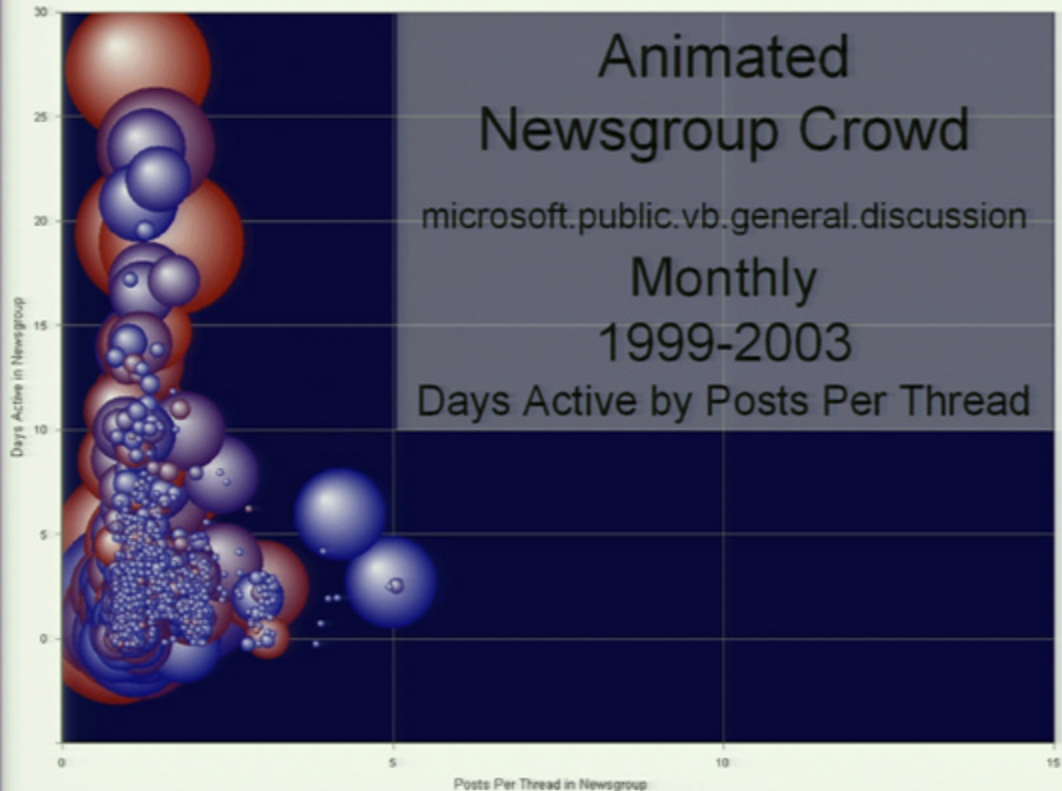 30
25
20
15
10
5
0
Days Active in Newsgroup
Animated
Newsgroup Crowd
microsoft.public.vb.general.discussion
Monthly
1999-2003
Days Active by Posts Per Thread
0
5
10
15
Posts Per Thread in Newsgroup